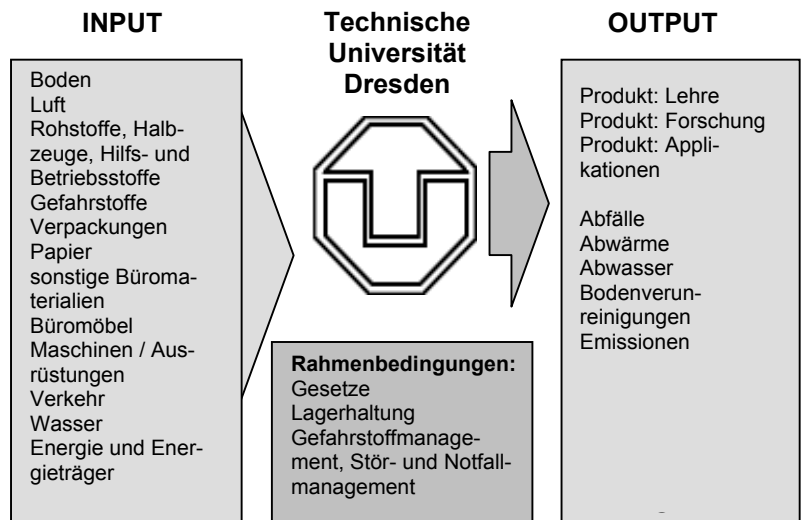 INPUT
Boden
Luft
Rohstoffe, Halb-
zeuge, Hilfs- und
Betriebsstoffe
Gefahrstoffe
Verpackungen
Papier
sonstige Büroma-
terialien
Büromöbel
Maschinen / Aus-
rüstungen
Verkehr
Wasser
Energie und Ener-
gieträger
Technische
Universität
Dresden
Rahmenbedingungen:
Gesetze
Lagerhaltung
Gefahrstoffmanage-
ment, Stör- und Notfall-
management
OUTPUT
Produkt: Lehre
Produkt: Forschung
Produkt: Appli-
kationen
Abfälle
Abwärme
Abwasser
Bodenverun-
reinigungen
Emissionen